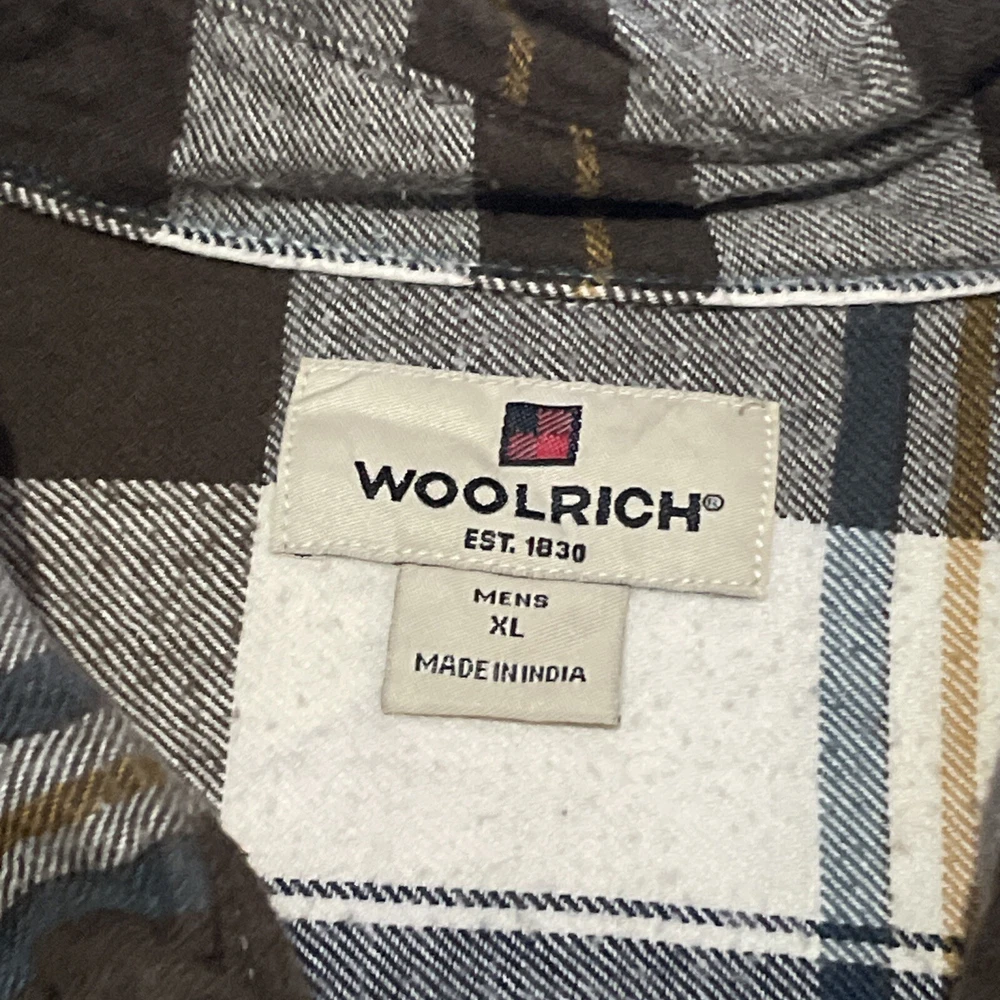 WOOLRICH®
EST. 1830
MENS
XL
MADE IN INDIA